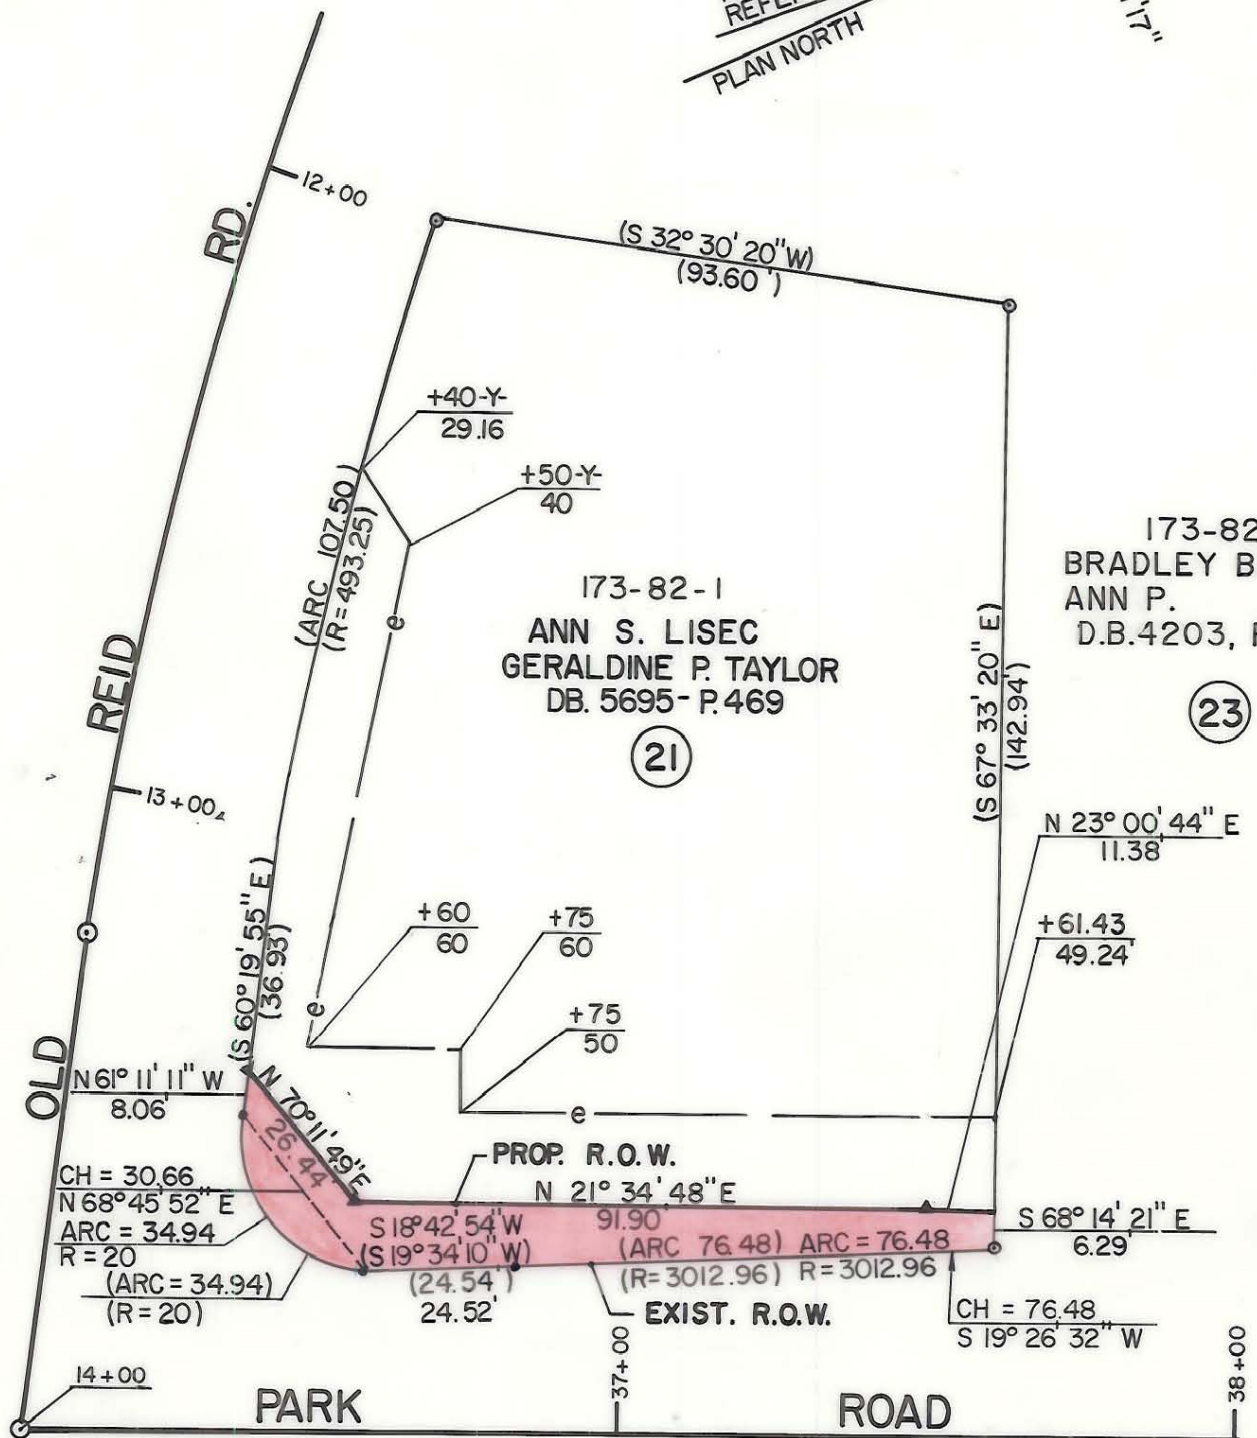 PLAN NORTH
17"
12+00
RD.
(S 32° 30' 20" W)
(93.60')
+40-Y-
29.16
+50-Y-
40
(ARC 107.50)
(R=493.25)
e
173-82-1
ANN S. LISEC
GERALDINE P. TAYLOR
DB. 5695-P. 469
21
173-82
BRADLEY B
ANN P.
D.B.4203,
23
(S 67° 33' 20" E)
(142.94')
REID
13+00
N 23° 00' 44" E
11.38'
+60
60
+75
60
+61.43
49.24'
(S 60° 19' 55" E)
(36.93)
e
+75
50
OLD
N 61° 11' 11" W
8.06'
N 70° 11' 49" E
26.44'
e
PROP. R.O.W.
CH = 30.66
N 68° 45' 52" E
ARC = 34.94
R = 20
(ARC = 34.94)
(R = 20)
N 21° 34' 48" E
91.90
S 18° 42' 54" W
(S 19° 34' 10" W)
(24.54')
24.52'
(ARC 76.48) ARC = 76.48
(R=3012.96) R=3012.96
S 68° 14' 21" E
6.29'
EXIST. R.O.W.
CH = 76.48
S 19° 26' 32" W
14+00
37+00
38+00
PARK ROAD